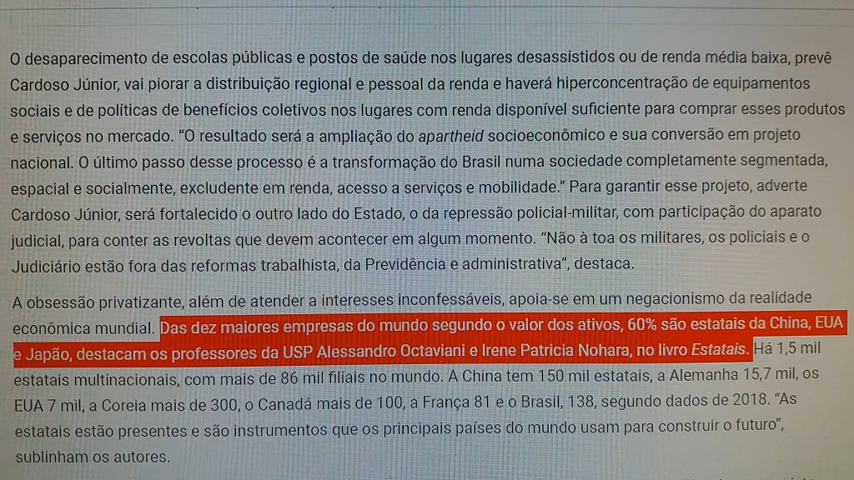 O desaparecimento de escolas públicas e postos de saúde nos lugares desassistidos ou de renda média baixa, prevê
Cardoso Júnior, vai piorar a distribuição regional e pessoal da renda e haverá hiperconcentração de equipamentos
sociais e de políticas de benefícios coletivos nos lugares com renda disponível suficiente para comprar esses produtos
e serviços no mercado. “O resultado será a ampliação do apartheid socioeconômico e sua conversão em projeto
nacional. O último passo desse processo é a transformação do Brasil numa sociedade completamente segmentada,
espacial e socialmente, excludente em renda, acesso a serviços e mobilidade.” Para garantir esse projeto, adverte
Cardoso Júnior, será fortalecido o outro lado do Estado, o da repressão policial-militar, com participação do aparato
judicial, para conter as revoltas que devem acontecer em algum momento. “Não à toa os militares, os policiais e o
Judiciário estão fora das reformas trabalhista, da Previdência e administrativa”, destaca.
A obsessão privatizante, além de atender a interesses inconfessáveis, apoia-se em um negacionismo da realidade
econômica mundial. Das dez maiores empresas do mundo segundo o valor dos ativos, 60% são estatais da China, EUA
e Japão, destacam os professores da USP Alessandro Octaviani e Irene Patricia Nohara, no livro Estatais. Há 1,5 mil
estatais multinacionais, com mais de 86 mil filiais no mundo. A China tem 150 mil estatais, a Alemanha 15,7 mil, os
EUA 7 mil, a Coreia mais de 300, o Canadá mais de 100, a França 81 e o Brasil, 138, segundo dados de 2018. “As
estatais estão presentes e são instrumentos que os principais países do mundo usam para construir o futuro”,
sublinham os autores.